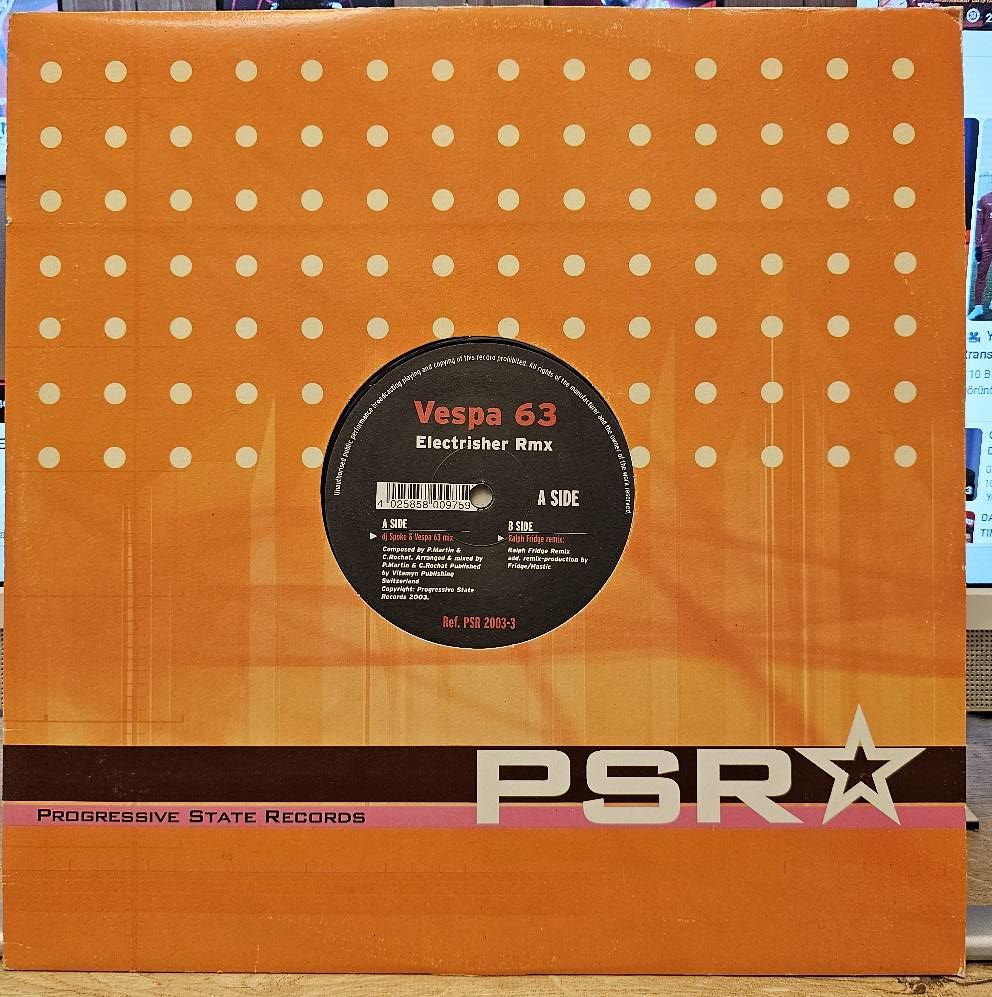 Unauthorised public performance broadcasting playing and copying of this record prohibited. All rights of the manufacturer and the owner of the work reserved.
Vespa 63
Electrisher Rmx
4 025858 009759
A SIDE
A SIDE
dj Spoke & Vespa 63 mix
Composed by P.Martin &
C.Rochat. Arranged & mixed by
P.Martin & C.Rochat Published
by Vitamyn Publishing
Switzerland
Copyright: Progressive State
Records 2003.
B SIDE
Ralph Fridge remix:
Ralph Fridge Remix
add. remix-production by
Fridge/Mastic
Ref. PSR 2003-3
PSR
PROGRESSIVE STATE RECORDS